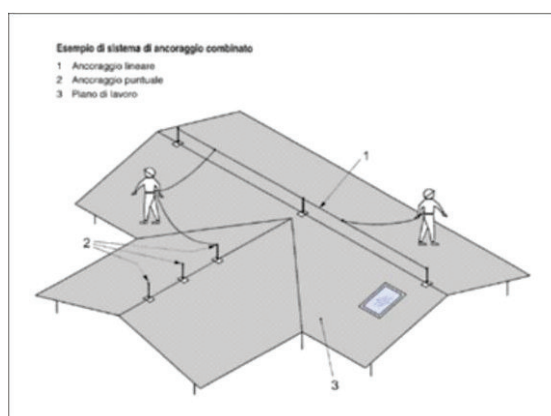 Esempio di sistema di ancoraggio combinato
1 Ancoraggio lineare
2 Ancoraggio puntuale
3 Piano di lavoro
1
2
3